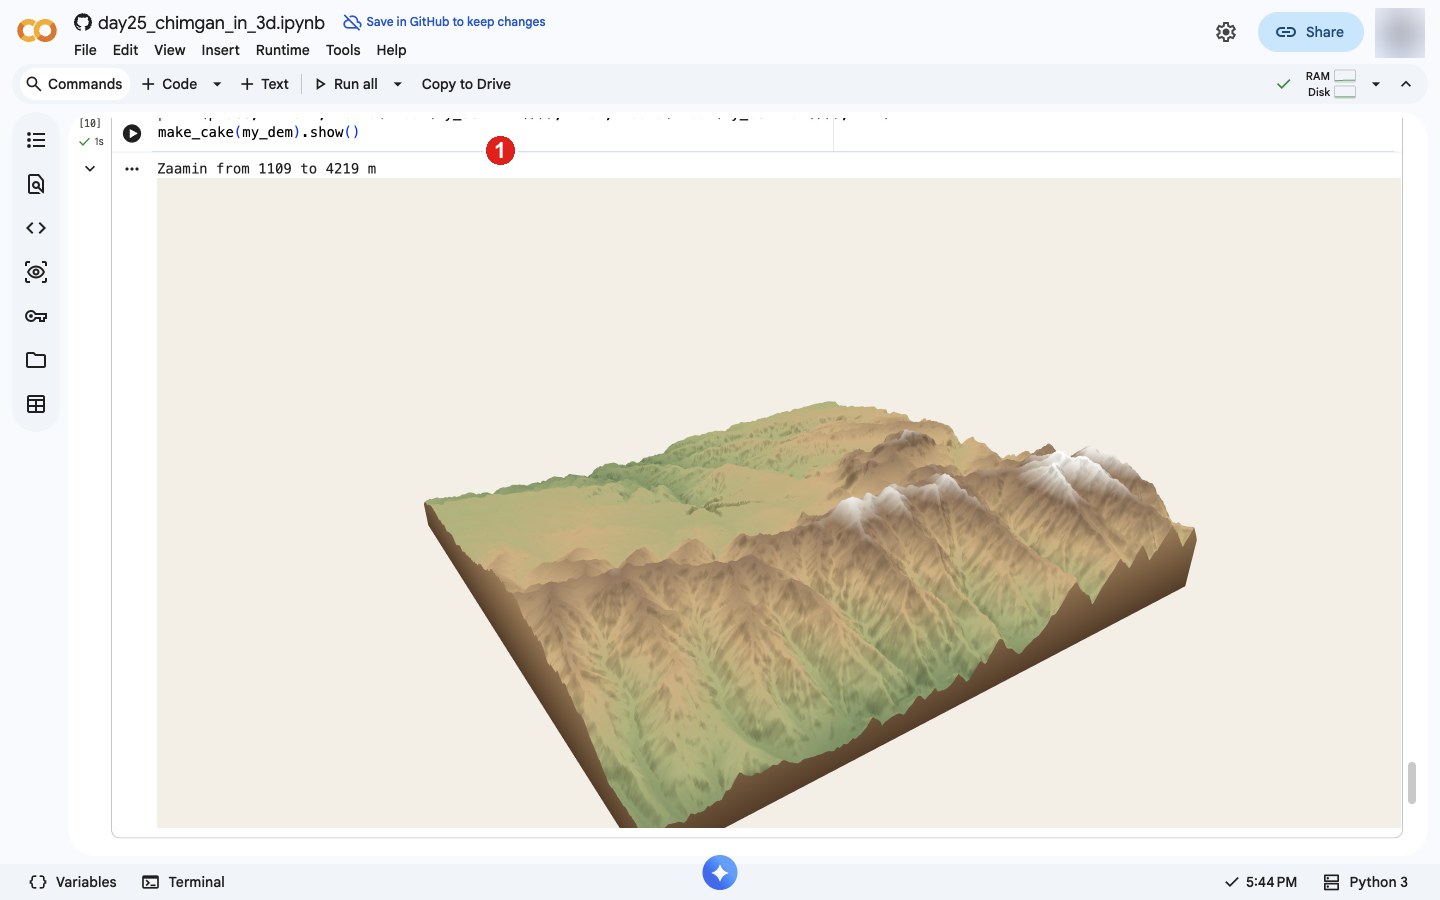 day25_chimgan_in_3d.ipynb
Save in GitHub to keep changes
File Edit View Insert Runtime Tools Help
Share
Commands + Code + Text Run all Copy to Drive
RAM
Disk
[10]
make_cake(my_dem).show()
1s
1
Zaamin from 1109 to 4219 m
Variables Terminal
5:44 PM Python 3